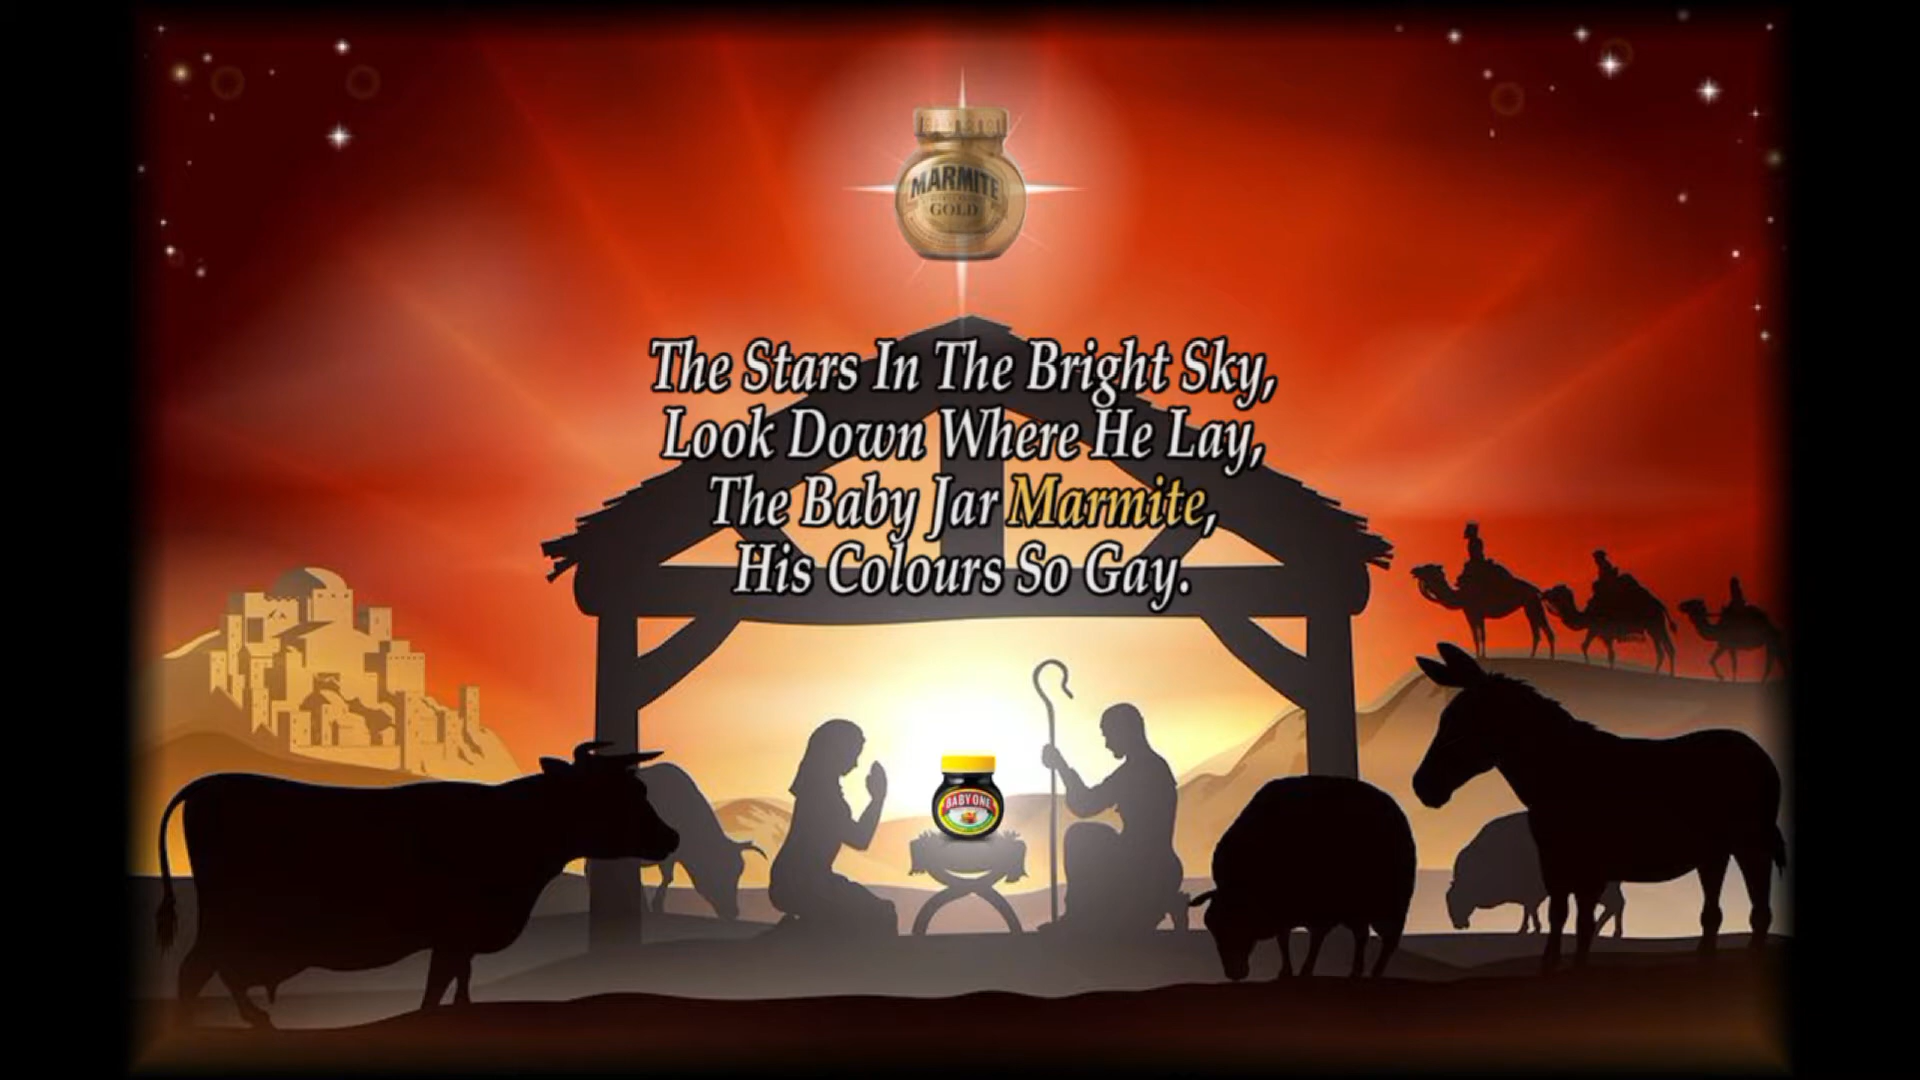 MARMITE
GOLD
The Stars In The Bright Sky,
Look Down Where He Lay,
The Baby Jar Marmite,
His Colours So Gay.
BABY ONE